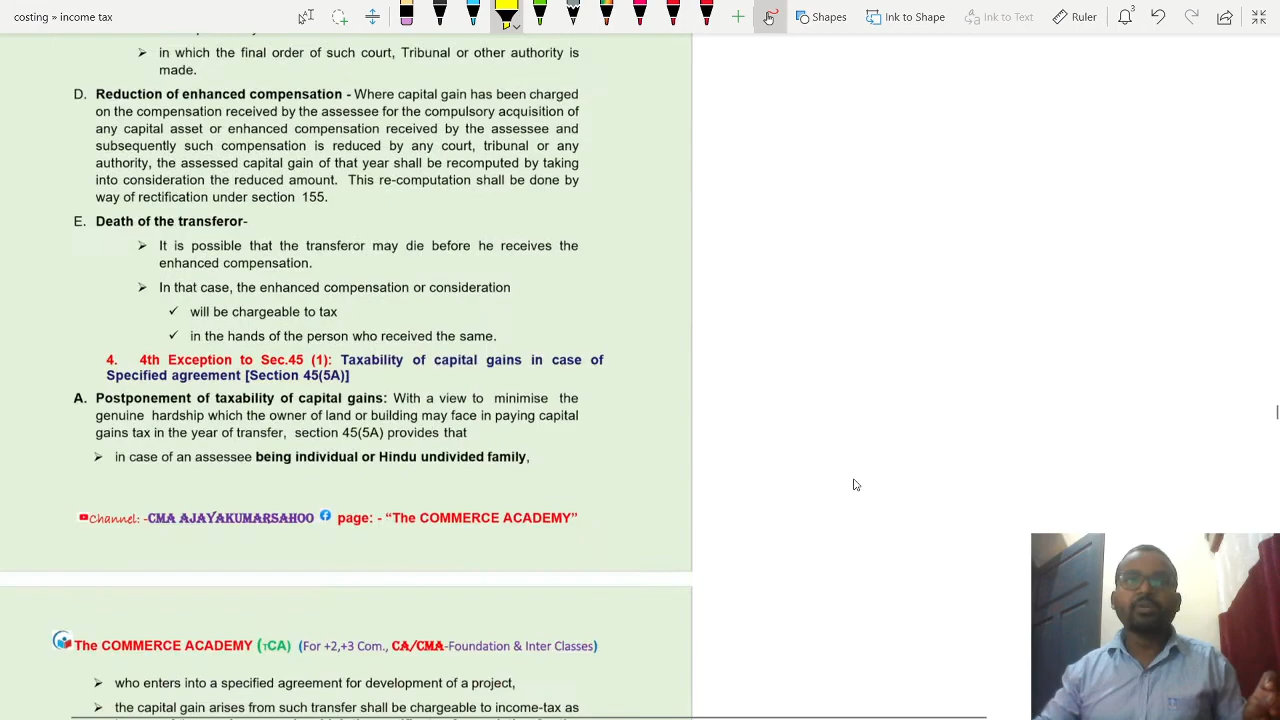 costing » income tax
Shapes
Ink to Shape
Ink to Text
Ruler
3
in which the final order of such court, Tribunal or other authority is
made.
D. Reduction of enhanced compensation - Where capital gain has been charged
on the compensation received by the assessee for the compulsory acquisition of
any capital asset or enhanced compensation received by the assessee and
subsequently such compensation is reduced by any court, tribunal or any
authority, the assessed capital gain of that year shall be recomputed by taking
into consideration the reduced amount. This re-computation shall be done by
way of rectification under section 155.
E. Death of the transferor-
It is possible that the transferor may die before he receives the
enhanced compensation.
In that case, the enhanced compensation or consideration
will be chargeable to tax
in the hands of the person who received the same.
4. 4th Exception to Sec.45 (1): Taxability of capital gains in case of
Specified agreement [Section 45(5A)]
A. Postponement of taxability of capital gains: With a view to minimise the
genuine hardship which the owner of land or building may face in paying capital
gains tax in the year of transfer, section 45(5A) provides that
in case of an assessee being individual or Hindu undivided family,
Channel: -CMA AJAYAKUMARSAHOO page: - “The COMMERCE ACADEMY”
The COMMERCE ACADEMY (TCA) (For +2,+3 Com., CA/CMA-Foundation & Inter Classes)
who enters into a specified agreement for development of a project,
the capital gain arises from such transfer shall be chargeable to income-tax as